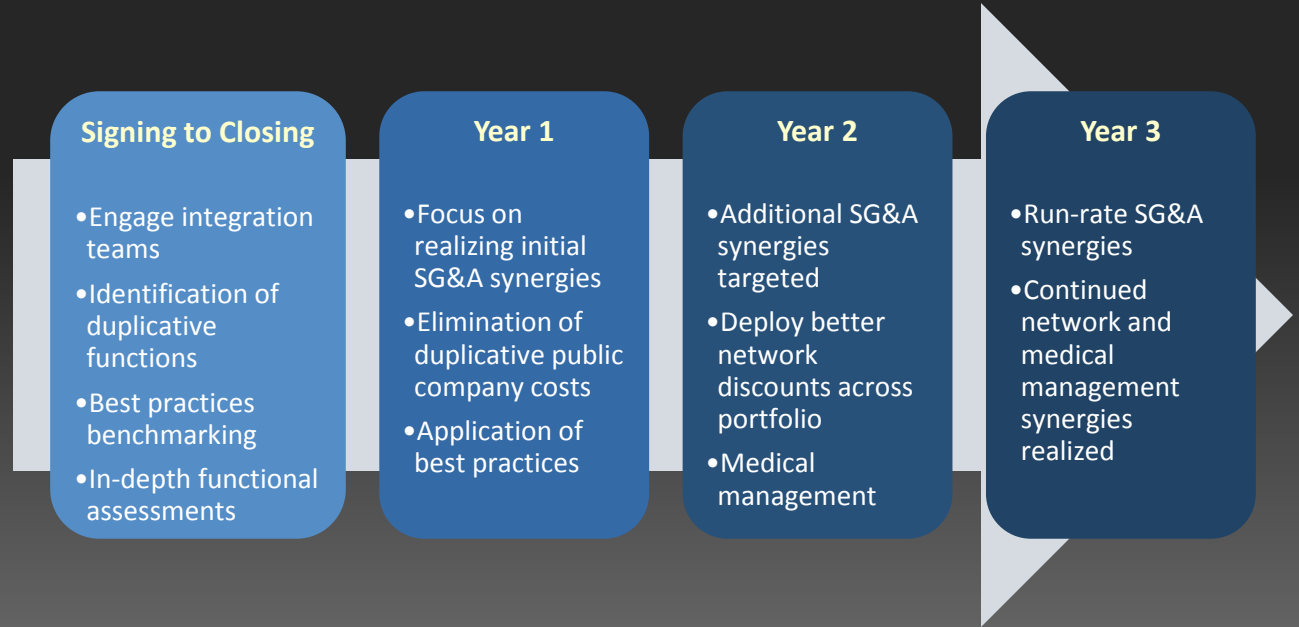 Signing to Closing
•Engage integration
teams
•Identification of
duplicative
functions
•Best practices
benchmarking
•In-depth functional
assessments
Year 1
•Focus on
realizing initial
SG&A synergies
•Elimination of
duplicative public
company costs
•Application of
best practices
Year 2
•Additional SG&A
synergies
targeted
•Deploy better
network
discounts across
portfolio
•Medical
management
Year 3
•Run-rate SG&A
synergies
•Continued
network and
medical
management
synergies
realized